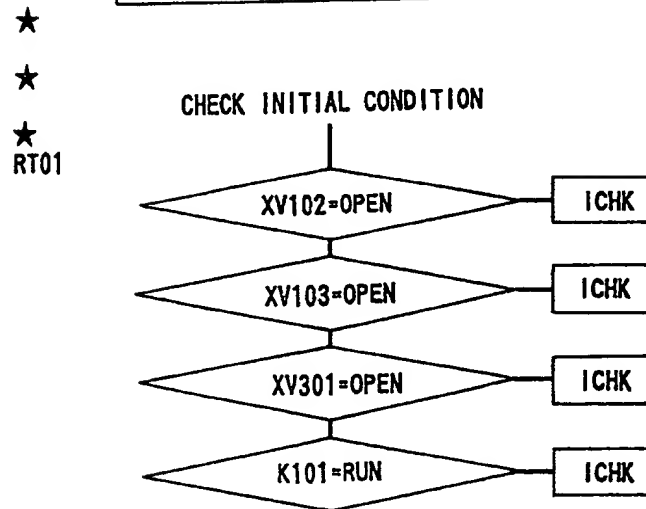 ★
★
★
RT01
CHECK INITIAL CONDITION
XV102=OPEN
ICHK
XV103=OPEN
ICHK
XV301=OPEN
ICHK
K101=RUN
ICHK